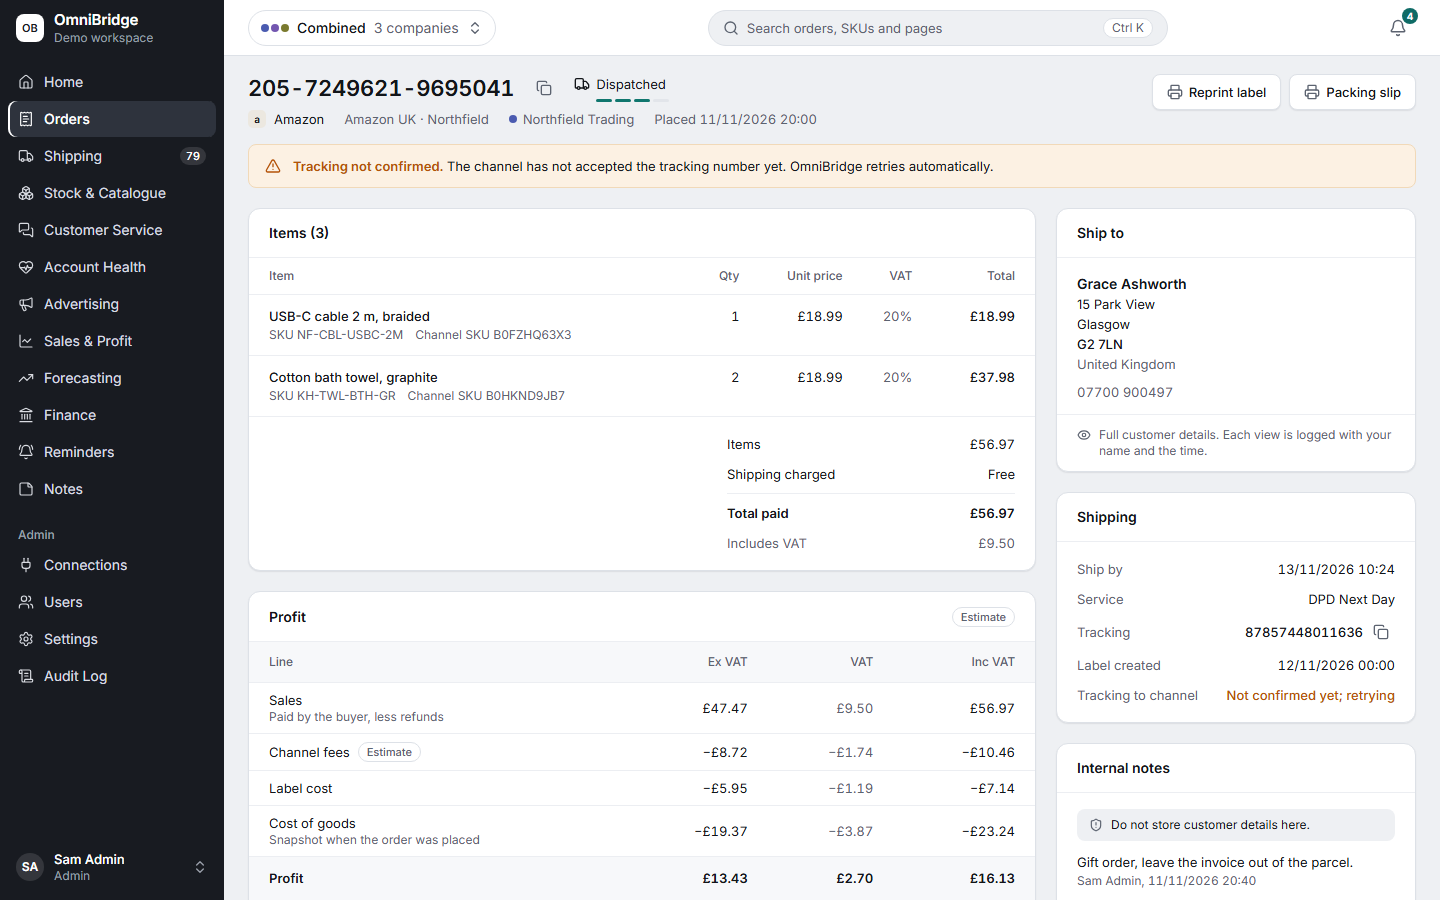 OB
OmniBridge
Demo workspace
Home
Orders
Shipping 79
Stock & Catalogue
Customer Service
Account Health
Advertising
Sales & Profit
Forecasting
Finance
Reminders
Notes
Admin
Connections
Users
Settings
Audit Log
SA
Sam Admin
Admin
Combined 3 companies
Search orders, SKUs and pages Ctrl K
4
205-7249621-9695041 Dispatched
Reprint label Packing slip
a Amazon Amazon UK · Northfield Northfield Trading Placed 11/11/2026 20:00
Tracking not confirmed. The channel has not accepted the tracking number yet. OmniBridge retries automatically.
Items (3)
Item Qty Unit price VAT Total
USB-C cable 2 m, braided 1 £18.99 20% £18.99
SKU NF-CBL-USBC-2M Channel SKU B0FZHQ63X3
Cotton bath towel, graphite 2 £18.99 20% £37.98
SKU KH-TWL-BTH-GR Channel SKU B0HKND9JB7
Items £56.97
Shipping charged Free
Total paid £56.97
Includes VAT £9.50
Profit Estimate
Line Ex VAT VAT Inc VAT
Sales £47.47 £9.50 £56.97
Paid by the buyer, less refunds
Channel fees Estimate −£8.72 −£1.74 −£10.46
Label cost −£5.95 −£1.19 −£7.14
Cost of goods −£19.37 −£3.87 −£23.24
Snapshot when the order was placed
Profit £13.43 £2.70 £16.13
Ship to
Grace Ashworth
15 Park View
Glasgow
G2 7LN
United Kingdom
07700 900497
Full customer details. Each view is logged with your
name and the time.
Shipping
Ship by 13/11/2026 10:24
Service DPD Next Day
Tracking 87857448011636
Label created 12/11/2026 00:00
Tracking to channel Not confirmed yet; retrying
Internal notes
Do not store customer details here.
Gift order, leave the invoice out of the parcel.
Sam Admin, 11/11/2026 20:40